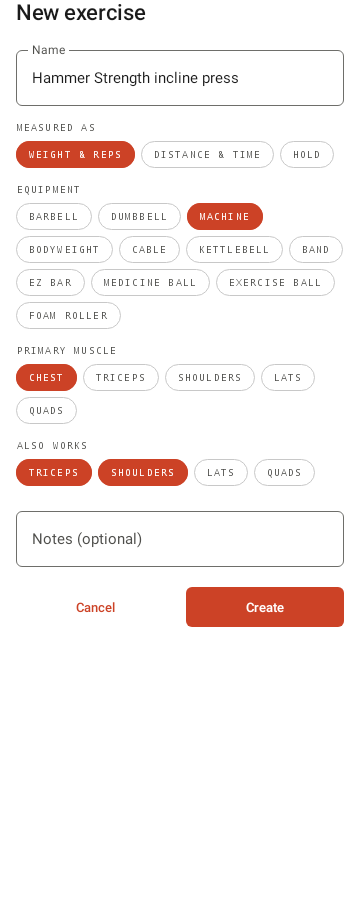 New exercise
Name
Hammer Strength incline press
MEASURED AS
WEIGHT & REPS DISTANCE & TIME HOLD
EQUIPMENT
BARBELL DUMBBELL MACHINE
BODYWEIGHT CABLE KETTLEBELL BAND
EZ BAR MEDICINE BALL EXERCISE BALL
FOAM ROLLER
PRIMARY MUSCLE
CHEST TRICEPS SHOULDERS LATS
QUADS
ALSO WORKS
TRICEPS SHOULDERS LATS QUADS
Notes (optional)
Cancel Create